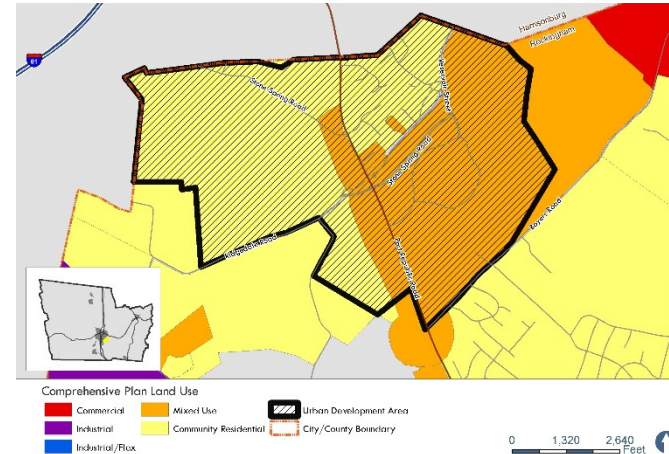 Harrisonburg
Rockingham
81
Stone Spring Road
Reservoir Street
Stone Spring Road
Boyers Road
Port Republic Road
Ridgedale Road
Comprehensive Plan Land Use
Commercial
Mixed Use
Urban Development Area
Industrial
Community Residential
City/County Boundary
Industrial/Flex
0 1,320 2,640
Feet